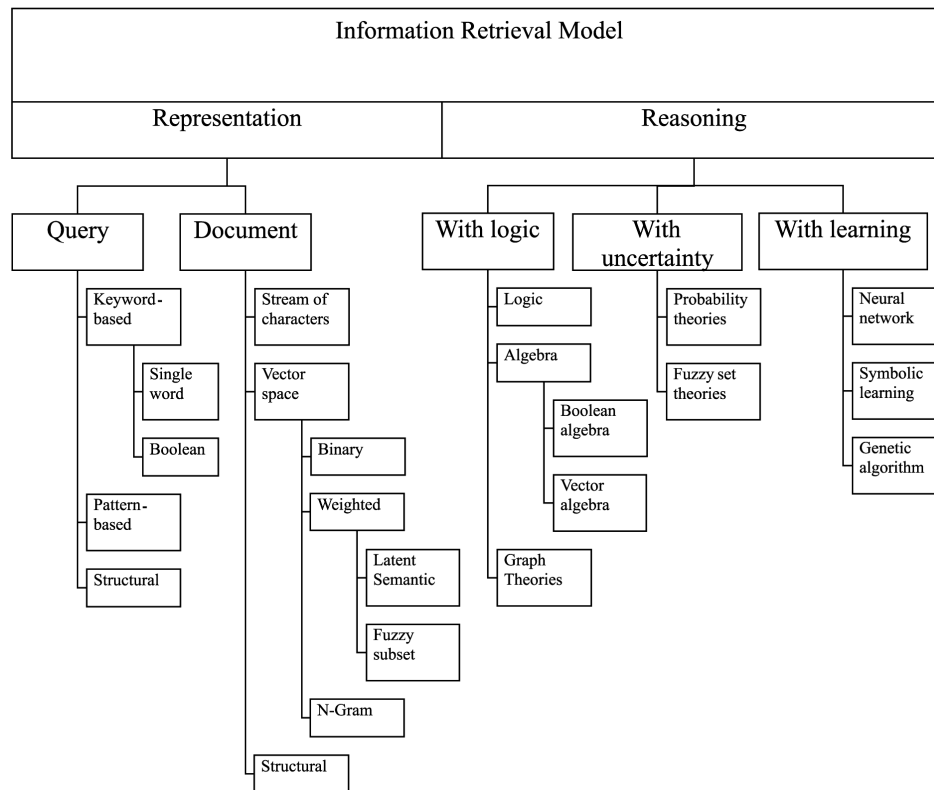 Information Retrieval Model
Representation
Reasoning
Query
Keyword-
based
Single
word
Boolean
Pattern-
based
Structural
Document
Stream of
characters
Vector
space
Binary
Weighted
Latent
Semantic
Fuzzy
subset
N-Gram
Structural
With logic
Logic
Algebra
Boolean
algebra
Vector
algebra
Graph
Theories
With
uncertainty
Probability
theories
Fuzzy set
theories
With learning
Neural
network
Symbolic
learning
Genetic
algorithm